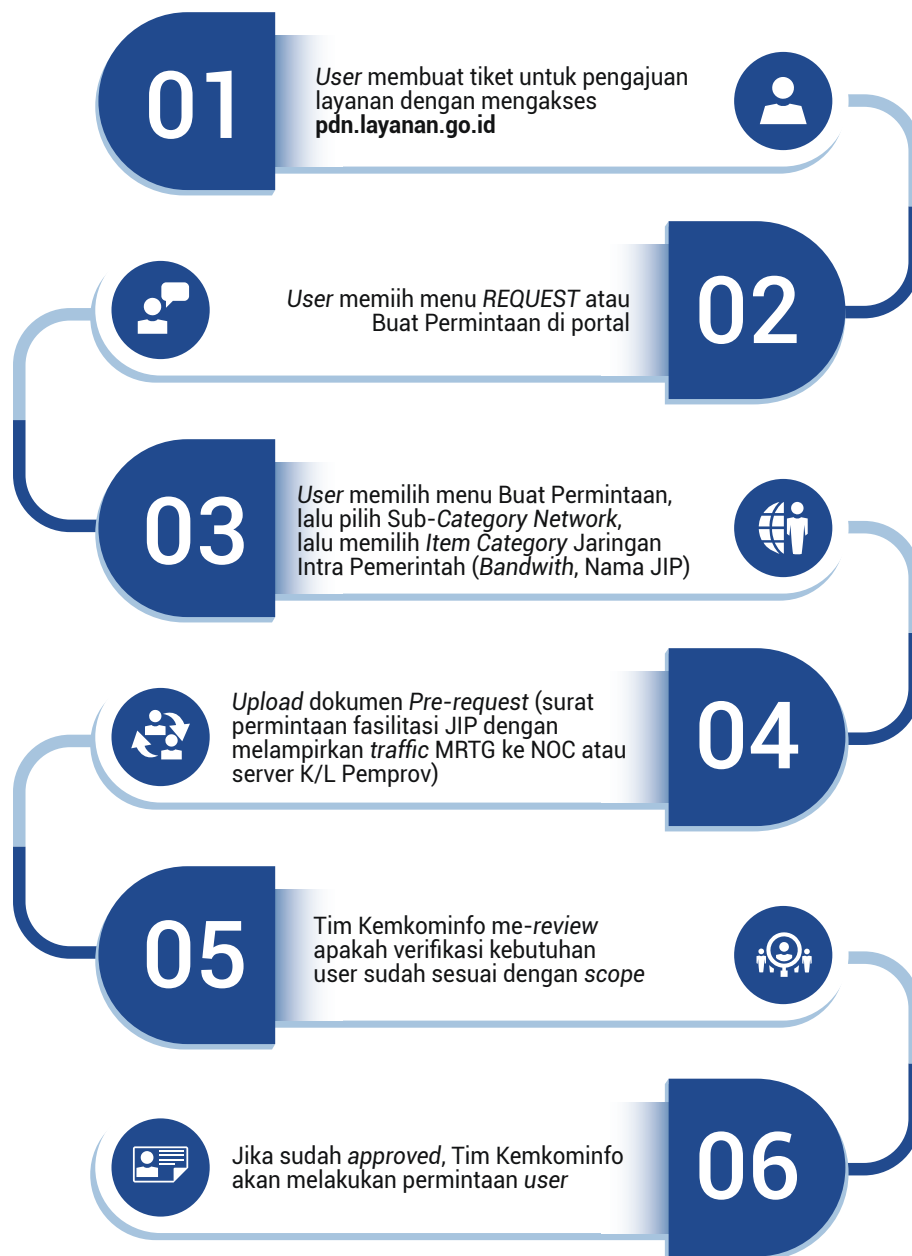 01
User membuat tiket untuk pengajuan
layanan dengan mengakses
pdn.layanan.go.id
02
User memiih menu REQUEST atau
Buat Permintaan di portal
03
User memilih menu Buat Permintaan,
lalu pilih Sub-Category Network,
lalu memilih Item Category Jaringan
Intra Pemerintah (Bandwith, Nama JIP)
04
Upload dokumen Pre-request (surat
permintaan fasilitasi JIP dengan
melampirkan traffic MRTG ke NOC atau
server K/L Pemprov)
05
Tim Kemkominfo me-review
apakah verifikasi kebutuhan
user sudah sesuai dengan scope
06
Jika sudah approved, Tim Kemkominfo
akan melakukan permintaan user